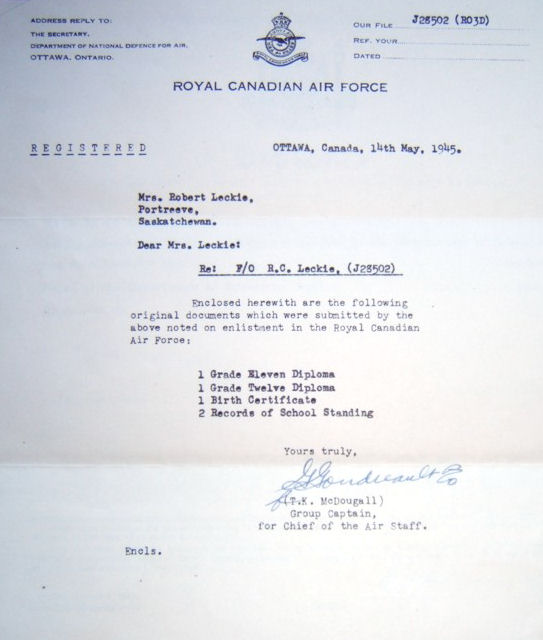 ADDRESS REPLY TO:
THE SECRETARY,
DEPARTMENT OF NATIONAL DEFENCE FOR AIR,
OTTAWA, ONTARIO.
OUR FILE J28502 (RO3D)
REF. YOUR
DATED
ROYAL CANADIAN AIR FORCE
REGISTERED
OTTAWA, Canada, 14th May, 1945.
Mrs. Robert Leckie,
Portreeve,
Saskatchewan.
Dear Mrs. Leckie:
Re: F/O R.C. Leckie, (J28502)
Enclosed herewith are the following
original documents which were submitted by the
above noted on enlistment in the Royal Canadian
Air Force:
1 Grade Eleven Diploma
1 Grade Twelve Diploma
1 Birth Certificate
2 Records of School Standing
Yours truly,
(T.K. McDougall)
Group Captain,
for Chief of the Air Staff.
Encls.